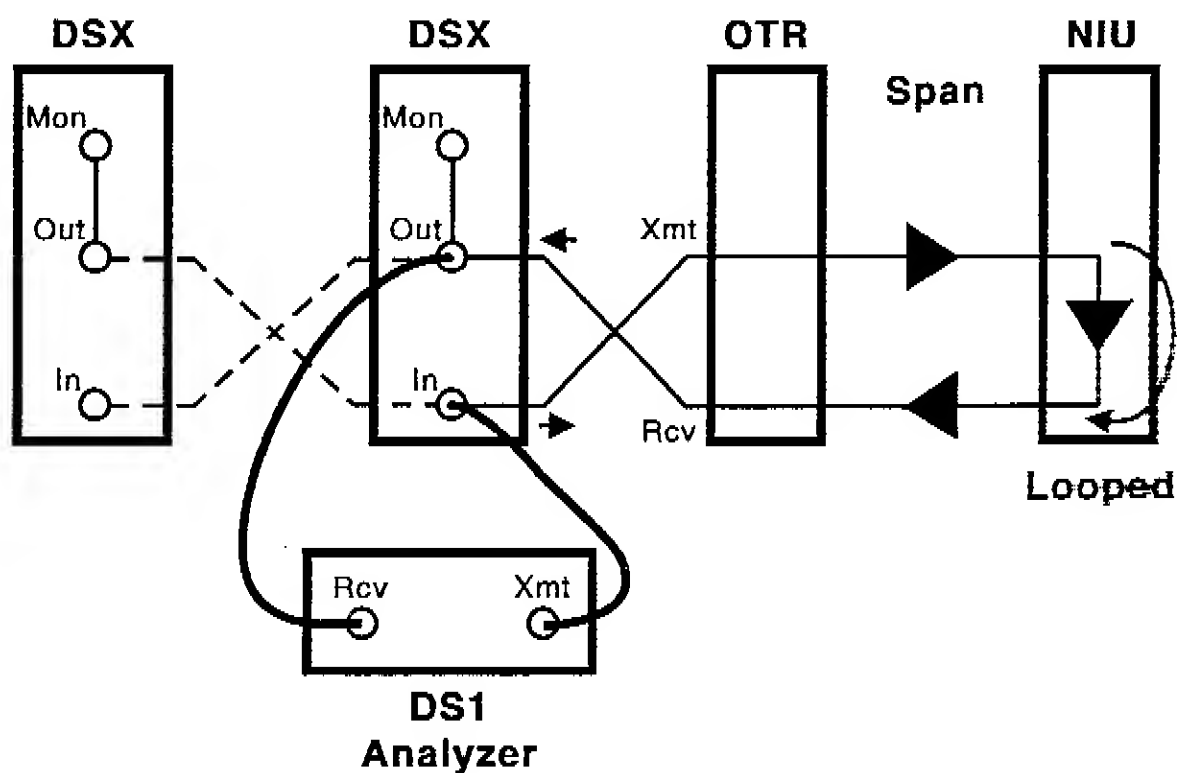 DSX
DSX
OTR
NIU
Span
Mon
Mon
Out
Out
Xmt
In
In
Rcv
Looped
Rcv
Xmt
DS1
Analyzer